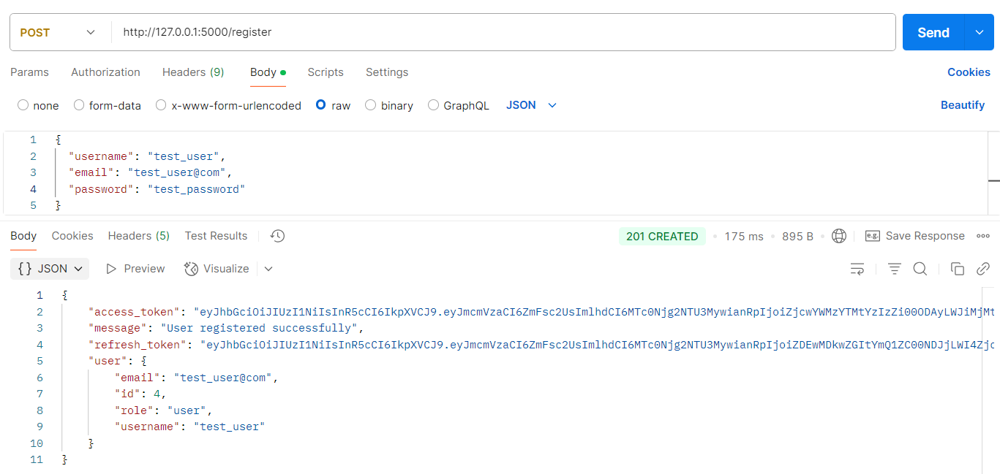 POST http://127.0.0.1:5000/register Send
Params Authorization Headers (9) Body Scripts Settings Cookies
none form-data x-www-form-urlencoded raw binary GraphQL JSON Beautify
1 {
2 "username": "test_user",
3 "email": "test_user@com",
4 "password": "test_password"
5 }
Body Cookies Headers (5) Test Results 201 CREATED 175 ms 895 B e.g. Save Response
{} JSON Preview Visualize
1 {
2 "access_token": "eyJhbGciOiJIUzI1NiIsInR5cCI6IkpXVCJ9.eyJmcmVzaCI6ZmFsc2UsImlhdCI6MTc0Njg2NTU3MywianRpIjoiZjcwYWMzYTMtYzIzZi00ODAyLWJiMjMt
3 "message": "User registered successfully",
4 "refresh_token": "eyJhbGciOiJIUzI1NiIsInR5cCI6IkpXVCJ9.eyJmcmVzaCI6ZmFsc2UsImlhdCI6MTc0Njg2NTU3MywianRpIjoiZDEwMDkwZGItYmQ1ZC00NDJjLWI4Zjc
5 "user": {
6 "email": "test_user@com",
7 "id": 4,
8 "role": "user",
9 "username": "test_user"
10 }
11 }